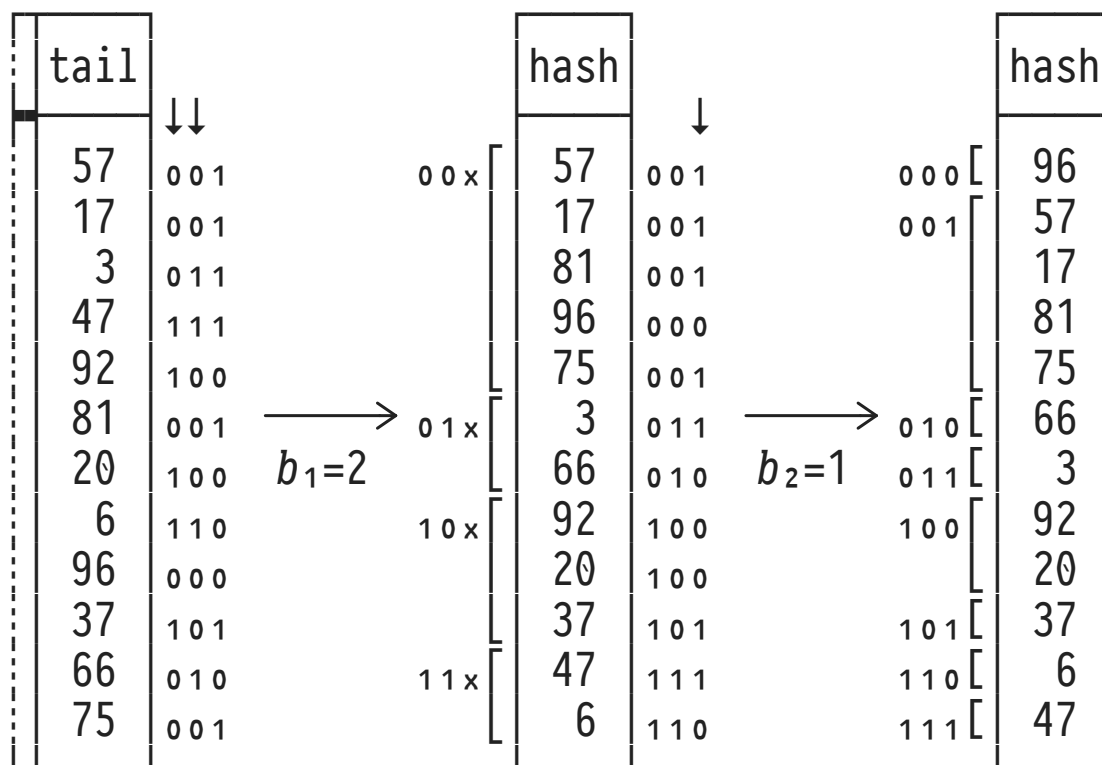 tail hash hash
↓↓ ↓
57 001 00x 57 001 000 96
17 001 17 001 001 57
3 011 81 001 17
47 111 96 000 81
92 100 75 001 75
81 001 01x 3 011 010 66
20 100 b₁=2 66 010 b₂=1 011 3
6 110 10x 92 100 100 92
96 000 20 100 20
37 101 37 101 101 37
66 010 11x 47 111 110 6
75 001 6 110 111 47